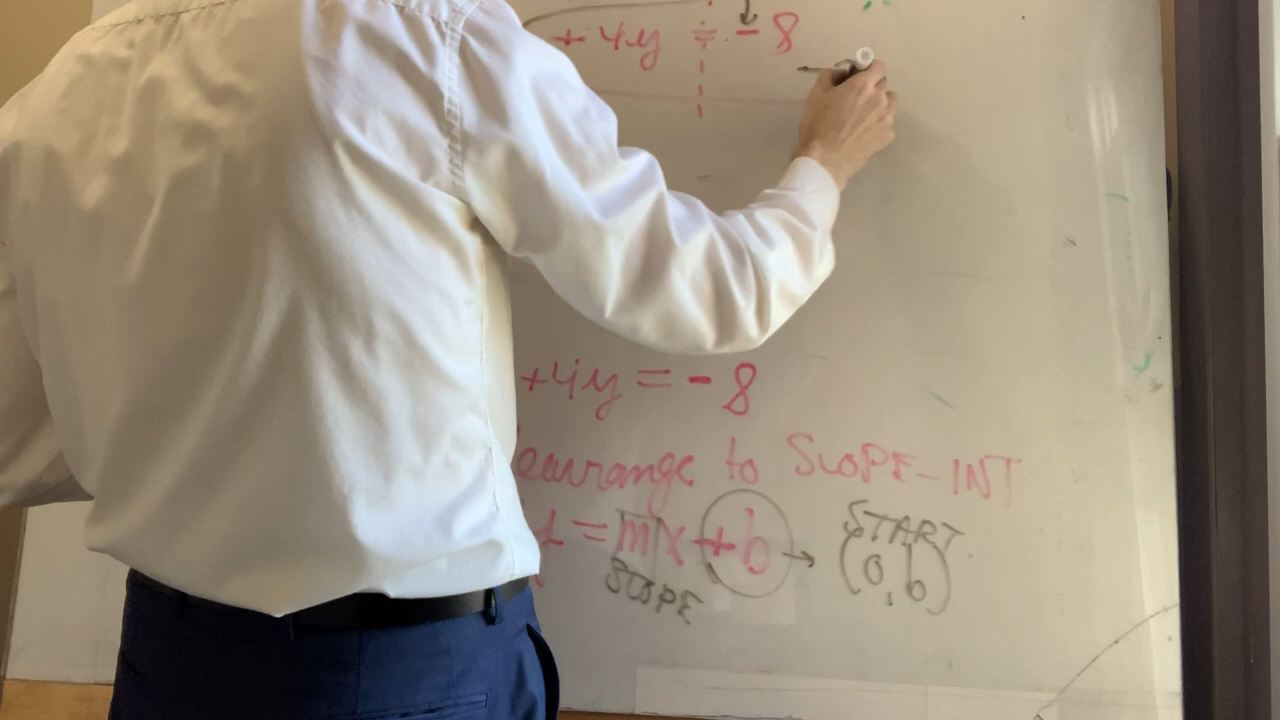 + 4y = - 8
+4y = - 8
earrange to SLOPE-INT
= mx + b → START
SLOPE (0, b)